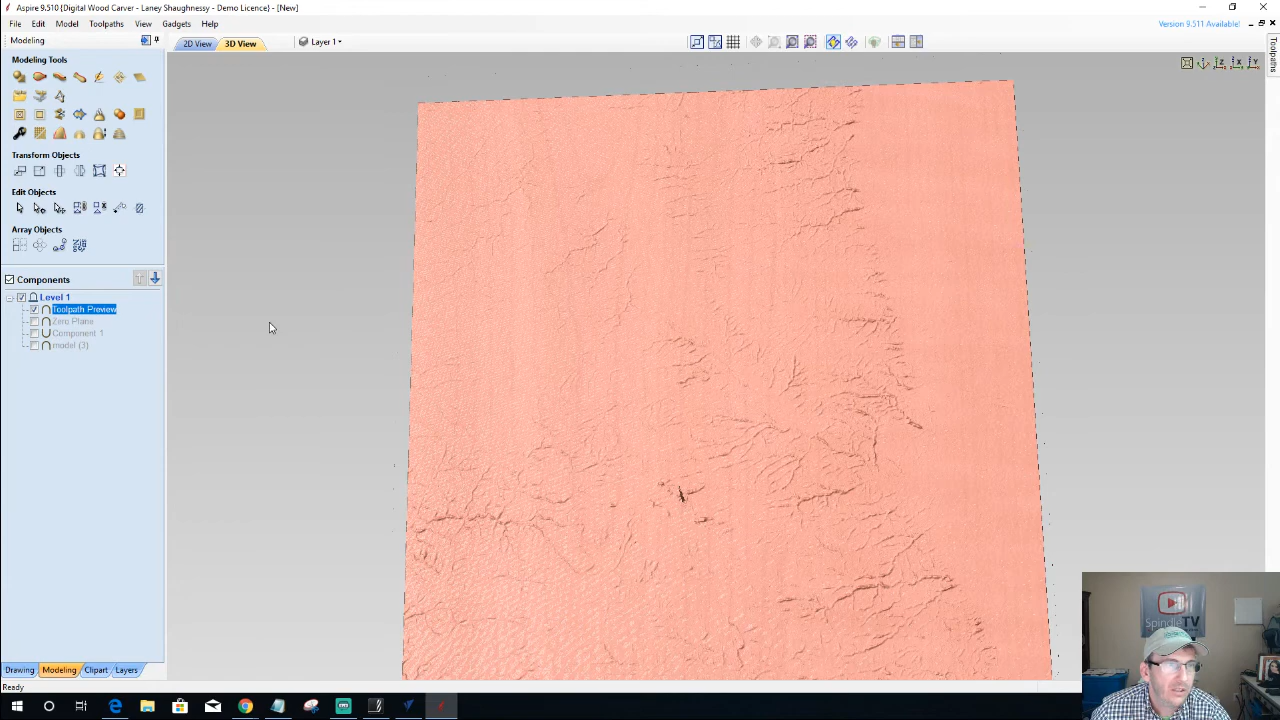 Aspire 9.510 {Digital Wood Carver - Laney Shaughnessy - Demo Licence} - [New]
File Edit Model Toolpaths View Gadgets Help
Version 9.511 Available!
Modeling
2D View 3D View Layer 1
Toolpaths
Modeling Tools
Transform Objects
Edit Objects
Array Objects
Components
Level 1
Toolpath Preview
Zero Plane
Component 1
model (3)
SpindleTV
Drawing Modeling Clipart Layers
Ready